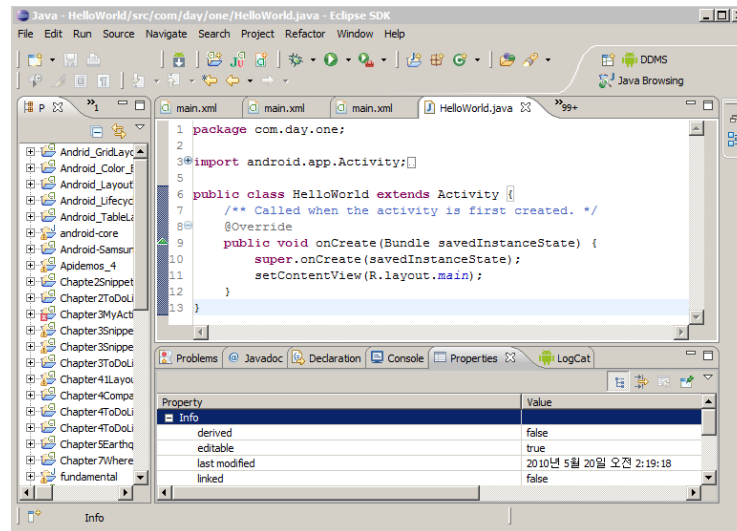 Java - HelloWorld/src/com/day/one/HelloWorld.java - Eclipse SDK
File Edit Run Source Navigate Search Project Refactor Window Help
DDMS
Java Browsing
P
»1
main.xml main.xml main.xml HelloWorld.java »99+
1 package com.day.one;
2
3 import android.app.Activity;
5
6 public class HelloWorld extends Activity {
7 /** Called when the activity is first created. */
8 @Override
9 public void onCreate(Bundle savedInstanceState) {
10 super.onCreate(savedInstanceState);
11 setContentView(R.layout.main);
12 }
13 }
Andrid_GridLayc
Android_Color_E
Android_Layout
Android_Lifecyc
Android_TableLa
android-core
Android-Samsur
Apidemos_4
Chapte2Snippet
Chapter2ToDoLi
Chapter3MyActi
Chapter3Snippe
Chapter3Snippe
Chapter3ToDoLi
Chapter41Layou
Chapter4Compa
Chapter4ToDoLi
Chapter4ToDoLi
Chapter5Earthq
Chapter7Where
fundamental
Problems Javadoc Declaration Console Properties LogCat
Property Value
Info
derived false
editable true
last modified 2010년 5월 20일 오전 2:19:18
linked false
Info